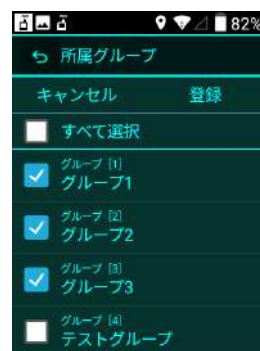 82%
所属グループ
キャンセル 登録
すべて選択
グループ [1]
グループ1
グループ [2]
グループ2
グループ [3]
グループ3
グループ [4]
テストグループ